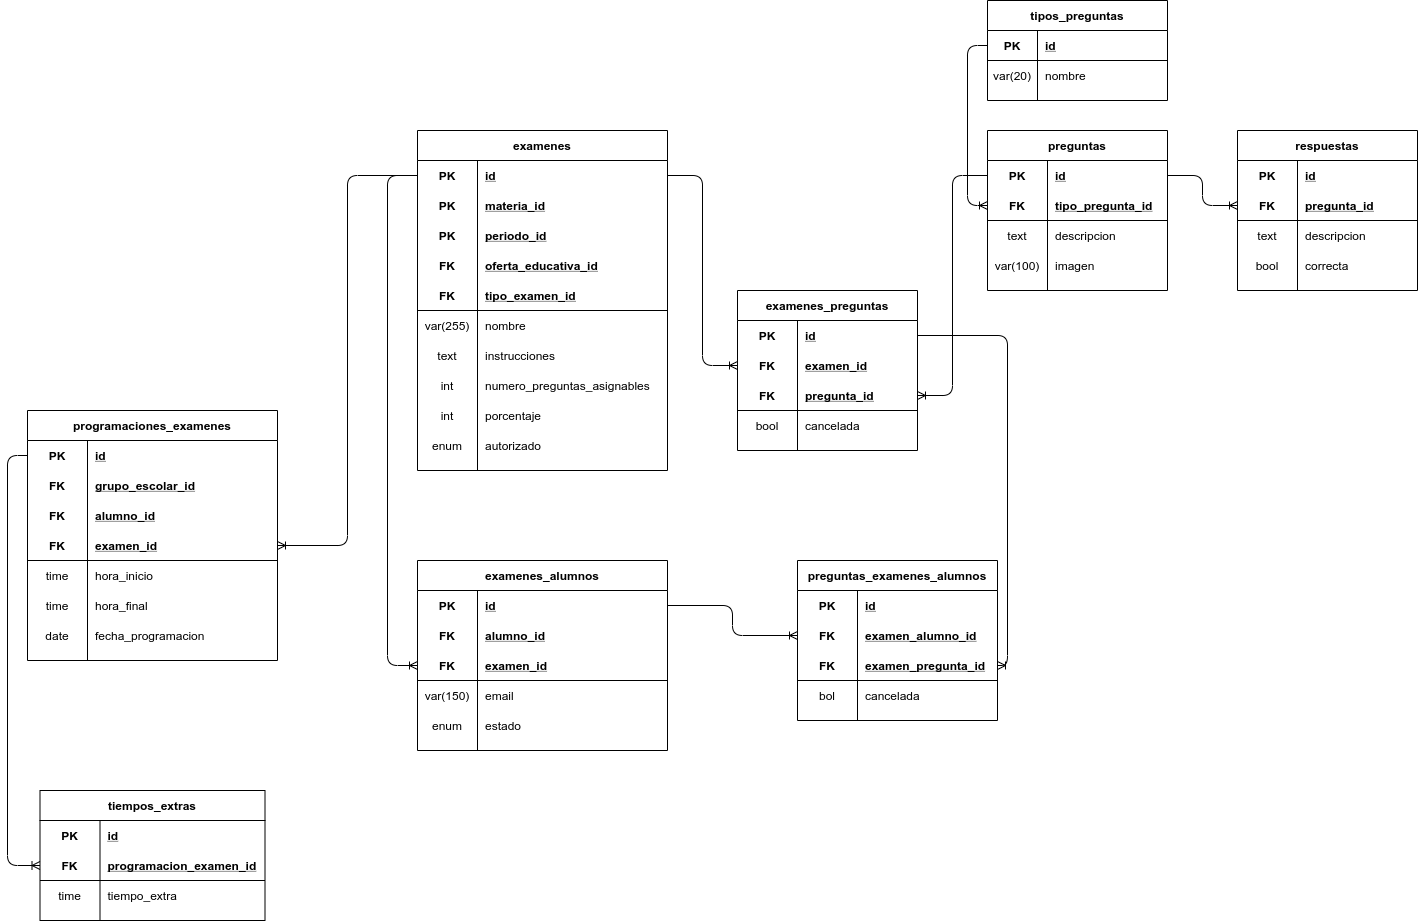 tipos_preguntas
PK id
var(20) nombre
examenes
PK id
PK materia_id
PK periodo_id
FK oferta_educativa_id
FK tipo_examen_id
var(255) nombre
text instrucciones
int numero_preguntas_asignables
int porcentaje
enum autorizado
preguntas
PK id
FK tipo_pregunta_id
text descripcion
var(100) imagen
respuestas
PK id
FK pregunta_id
text descripcion
bool correcta
examenes_preguntas
PK id
FK examen_id
FK pregunta_id
bool cancelada
programaciones_examenes
PK id
FK grupo_escolar_id
FK alumno_id
FK examen_id
time hora_inicio
time hora_final
date fecha_programacion
examenes_alumnos
PK id
FK alumno_id
FK examen_id
var(150) email
enum estado
preguntas_examenes_alumnos
PK id
FK examen_alumno_id
FK examen_pregunta_id
bol cancelada
tiempos_extras
PK id
FK programacion_examen_id
time tiempo_extra